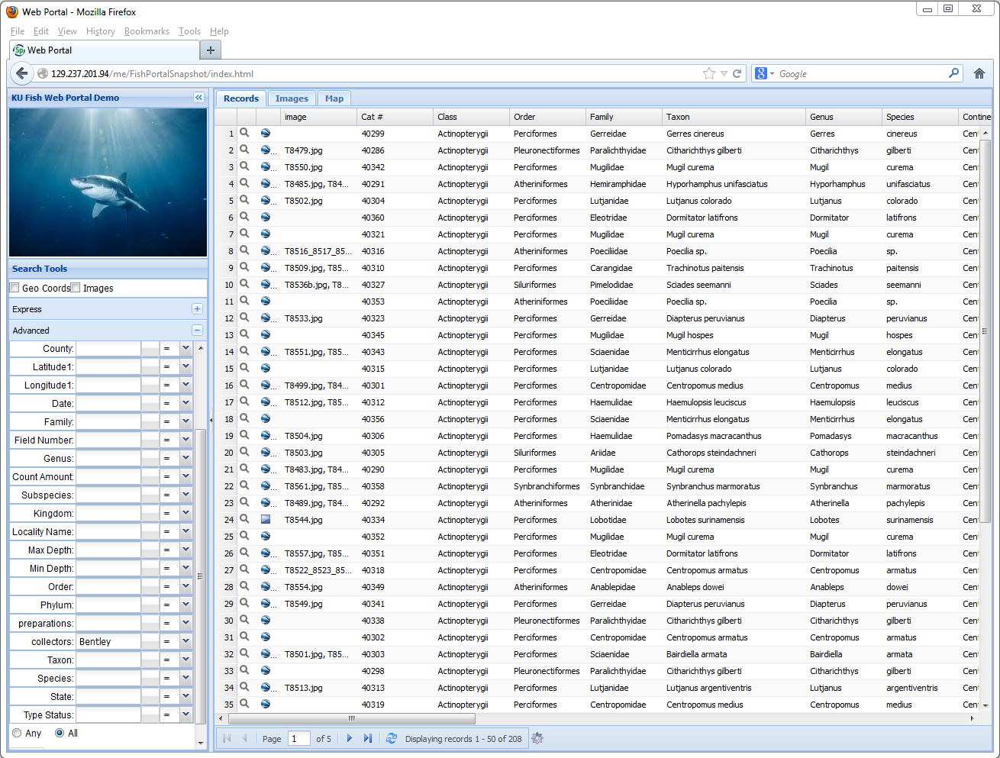 Web Portal - Mozilla Firefox
File Edit View History Bookmarks Tools Help
Sp Web Portal +
129.237.201.94/me/FishPortalSnapshot/index.html 8 Google
KU Fish Web Portal Demo «
Search Tools
Geo Coords Images
Express +
Advanced −
County: =
Latitude1: =
Longitude1: =
Date: =
Family: =
Field Number: =
Genus: =
Count Amount: =
Subspecies: =
Kingdom: =
Locality Name: =
Max Depth: =
Min Depth: =
Order: =
Phylum: =
preparations: =
collectors: Bentley =
Taxon: =
Species: =
State: =
Type Status: =
Any All
Records Images Map
image Cat # Class Order Family Taxon Genus Species Contine
1 40299 Actinopterygii Perciformes Gerreidae Gerres cinereus Gerres cinereus Cen
2 ... T8479.jpg 40286 Actinopterygii Pleuronectiformes Paralichthyidae Citharichthys gilberti Citharichthys gilberti Cen
3 ... T8550.jpg 40342 Actinopterygii Perciformes Mugilidae Mugil curema Mugil curema Cen
4 ... T8485.jpg, T84... 40291 Actinopterygii Atheriniformes Hemiramphidae Hyporhamphus unifasciatus Hyporhamphus unifasciatus Cen
5 ... T8502.jpg 40304 Actinopterygii Perciformes Lutjanidae Lutjanus colorado Lutjanus colorado Cen
6 40360 Actinopterygii Perciformes Eleotridae Dormitator latifrons Dormitator latifrons Cen
7 40321 Actinopterygii Perciformes Mugilidae Mugil curema Mugil curema Cen
8 ... T8516_8517_85... 40316 Actinopterygii Atheriniformes Poeciliidae Poecilia sp. Poecilia sp. Cen
9 ... T8509.jpg, T85... 40310 Actinopterygii Perciformes Carangidae Trachinotus paitensis Trachinotus paitensis Cen
10 ... T8536b.jpg, T8... 40327 Actinopterygii Siluriformes Pimelodidae Sciades seemanni Sciades seemanni Cen
11 40353 Actinopterygii Atheriniformes Poeciliidae Poecilia sp. Poecilia sp. Cen
12 ... T8533.jpg 40323 Actinopterygii Perciformes Gerreidae Diapterus peruvianus Diapterus peruvianus Cen
13 40345 Actinopterygii Perciformes Mugilidae Mugil hospes Mugil hospes Cen
14 ... T8551.jpg, T85... 40343 Actinopterygii Perciformes Sciaenidae Menticirrhus elongatus Menticirrhus elongatus Cen
15 40315 Actinopterygii Perciformes Lutjanidae Lutjanus colorado Lutjanus colorado Cen
16 ... T8499.jpg, T84... 40301 Actinopterygii Perciformes Centropomidae Centropomus medius Centropomus medius Cen
17 ... T8512.jpg, T85... 40312 Actinopterygii Perciformes Haemulidae Haemulopsis leuciscus Haemulopsis leuciscus Cen
18 40356 Actinopterygii Perciformes Sciaenidae Menticirrhus elongatus Menticirrhus elongatus Cen
19 ... T8504.jpg 40306 Actinopterygii Perciformes Haemulidae Pomadasys macracanthus Pomadasys macracanthus Cen
20 ... T8503.jpg 40305 Actinopterygii Siluriformes Ariidae Cathorops steindachneri Cathorops steindachneri Cen
21 ... T8483.jpg, T84... 40290 Actinopterygii Perciformes Mugilidae Mugil curema Mugil curema Cen
22 ... T8561.jpg, T85... 40358 Actinopterygii Synbranchiformes Synbranchidae Synbranchus marmoratus Synbranchus marmoratus Cen
23 ... T8489.jpg, T84... 40292 Actinopterygii Atheriniformes Atherinidae Atherinella pachylepis Atherinella pachylepis Cen
24 T8544.jpg 40334 Actinopterygii Perciformes Lobotidae Lobotes surinamensis Lobotes surinamensis Cen
25 40352 Actinopterygii Perciformes Mugilidae Mugil curema Mugil curema Cen
26 ... T8557.jpg, T85... 40351 Actinopterygii Perciformes Eleotridae Dormitator latifrons Dormitator latifrons Cen
27 ... T8522_8523_85... 40318 Actinopterygii Perciformes Centropomidae Centropomus armatus Centropomus armatus Cen
28 ... T8554.jpg 40349 Actinopterygii Atheriniformes Anablepidae Anableps dowei Anableps dowei Cen
29 ... T8549.jpg 40341 Actinopterygii Perciformes Gerreidae Diapterus peruvianus Diapterus peruvianus Cen
30 40338 Actinopterygii Pleuronectiformes Paralichthyidae Citharichthys gilberti Citharichthys gilberti Cen
31 40302 Actinopterygii Perciformes Centropomidae Centropomus armatus Centropomus armatus Cen
32 ... T8501.jpg, T85... 40303 Actinopterygii Perciformes Sciaenidae Bairdiella armata Bairdiella armata Cen
33 40298 Actinopterygii Pleuronectiformes Paralichthyidae Citharichthys gilberti Citharichthys gilberti Cen
34 ... T8513.jpg 40313 Actinopterygii Perciformes Lutjanidae Lutjanus argentiventris Lutjanus argentiventris Cen
35 40319 Actinopterygii Perciformes Centropomidae Centropomus medius Centropomus medius Cen
Page 1 of 5 Displaying records 1 - 50 of 208